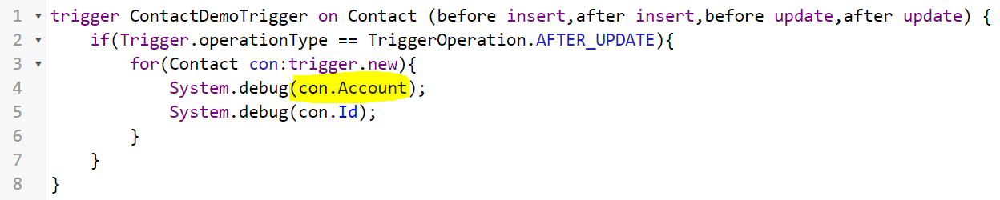 1 trigger ContactDemoTrigger on Contact (before insert,after insert,before update,after update) {
2 if(Trigger.operationType == TriggerOperation.AFTER_UPDATE){
3 for(Contact con:trigger.new){
4 System.debug(con.Account);
5 System.debug(con.Id);
6 }
7 }
8 }